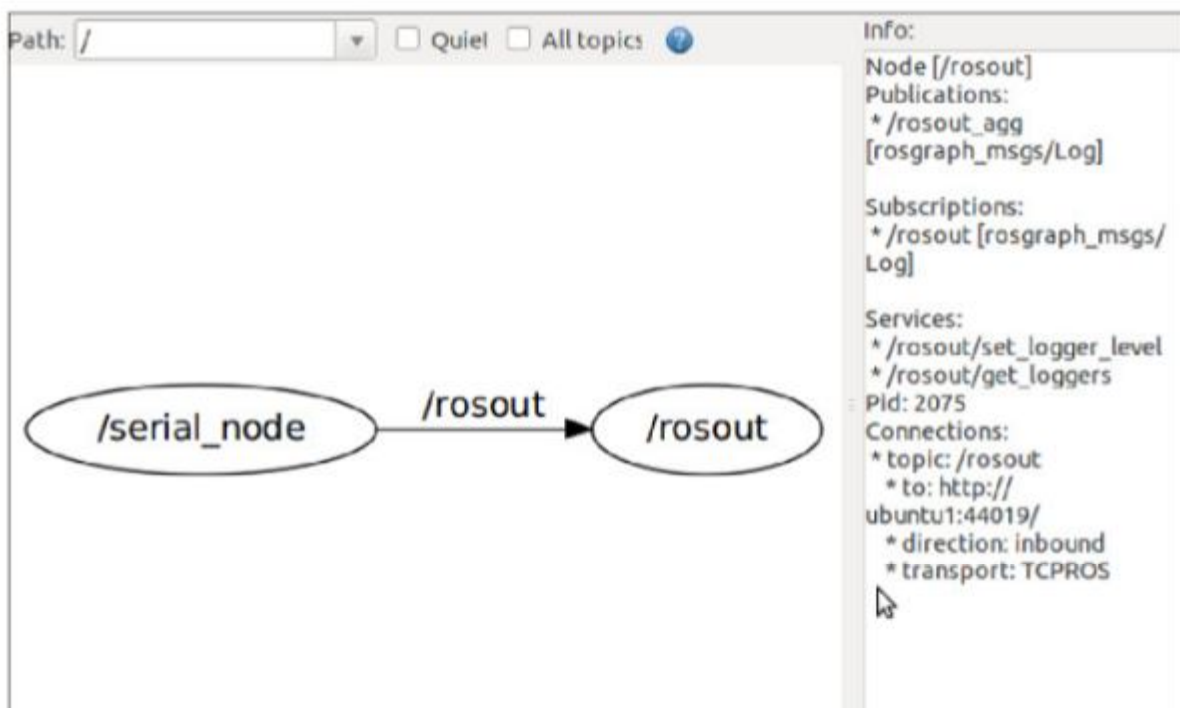 Path: /
Quiet
All topics
/serial_node
/rosout
/rosout
Info:
Node [/rosout]
Publications:
* /rosout_agg
[rosgraph_msgs/Log]
Subscriptions:
* /rosout [rosgraph_msgs/
Log]
Services:
* /rosout/set_logger_level
* /rosout/get_loggers
Pid: 2075
Connections:
* topic: /rosout
* to: http://
ubuntu1:44019/
* direction: inbound
* transport: TCPROS